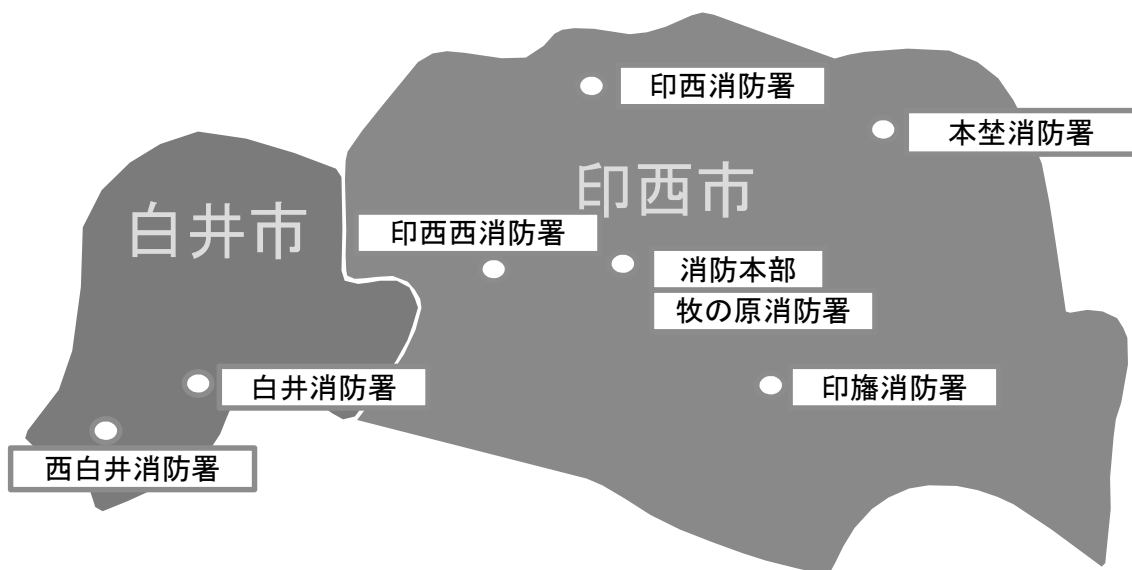 印西消防署
本埜消防署
印西市
白井市
印西西消防署
消防本部
牧の原消防署
白井消防署
印旛消防署
西白井消防署